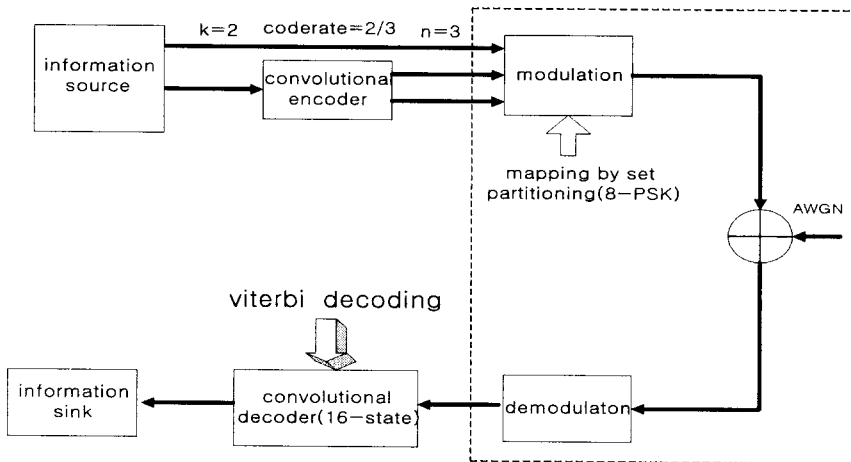 k=2 coderate=2/3 n=3
information
source
convolutional
encoder
modulation
mapping by set
partitioning(8-PSK)
AWGN
viterbi decoding
information
sink
convolutional
decoder(16-state)
demodulaton